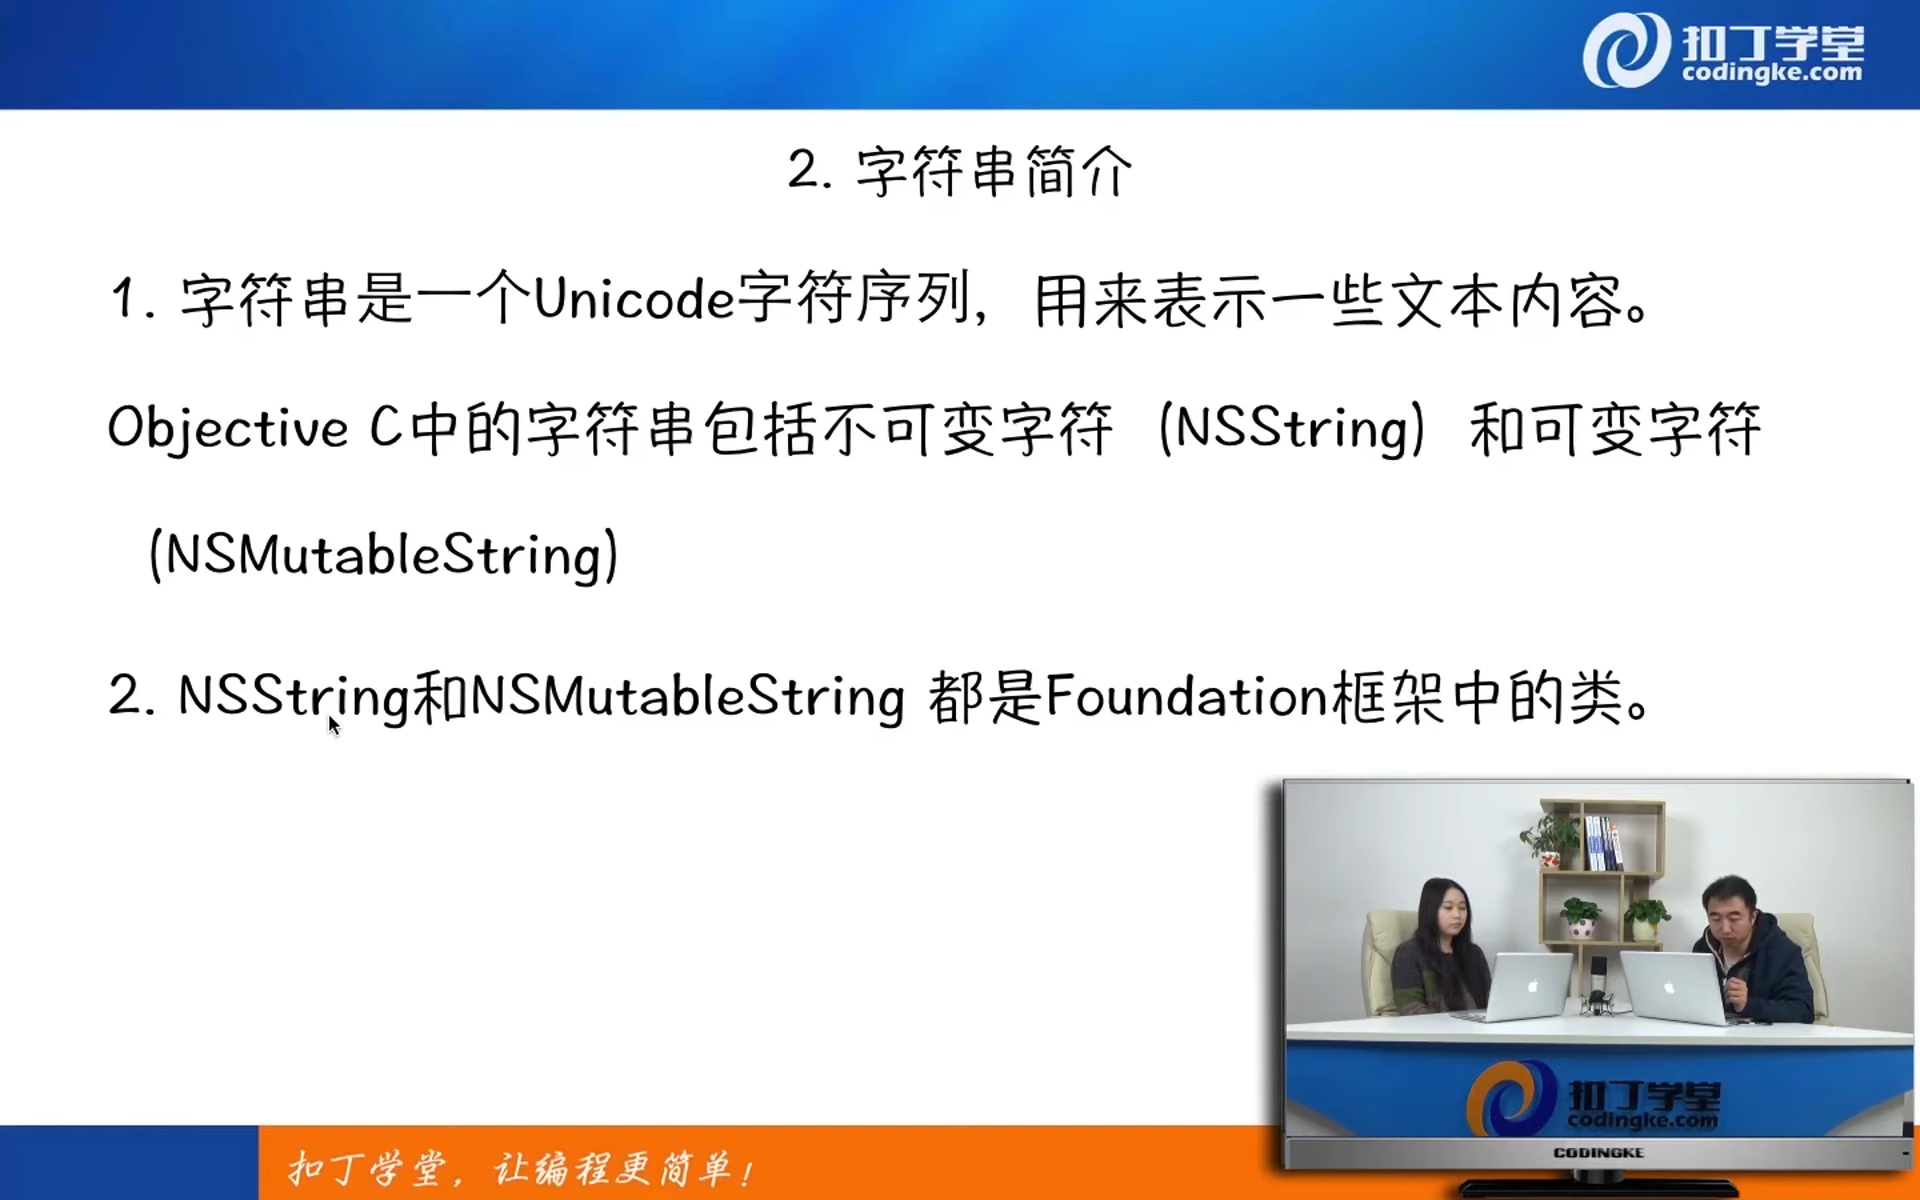 扣丁学堂
codingke.com
2. 字符串简介
1. 字符串是一个Unicode字符序列，用来表示一些文本内容。
Objective C中的字符串包括不可变字符（NSString）和可变字符
（NSMutableString）
2. NSString和NSMutableString 都是Foundation框架中的类。
扣丁学堂
codingke.com
CODINGKE
扣丁学堂，让编程更简单！